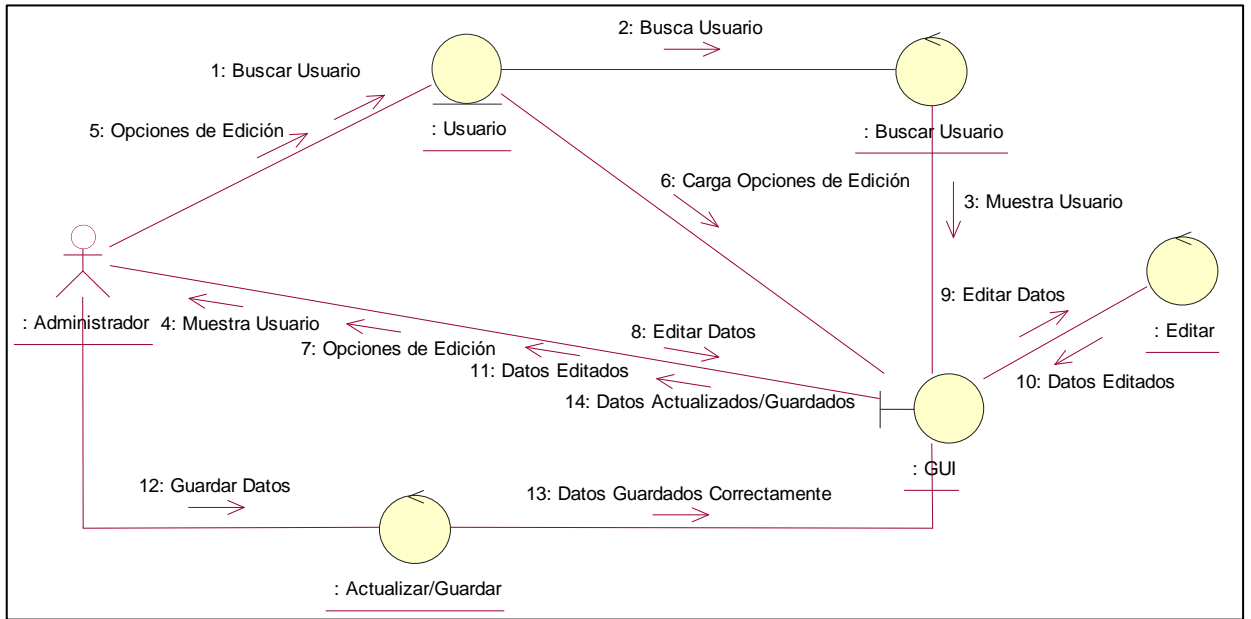 2: Busca Usuario
1: Buscar Usuario
5: Opciones de Edición
: Usuario
: Buscar Usuario
6: Carga Opciones de Edición
3: Muestra Usuario
9: Editar Datos
: Administrador
4: Muestra Usuario
8: Editar Datos
: Editar
7: Opciones de Edición
11: Datos Editados
10: Datos Editados
14: Datos Actualizados/Guardados
: GUI
12: Guardar Datos
13: Datos Guardados Correctamente
: Actualizar/Guardar